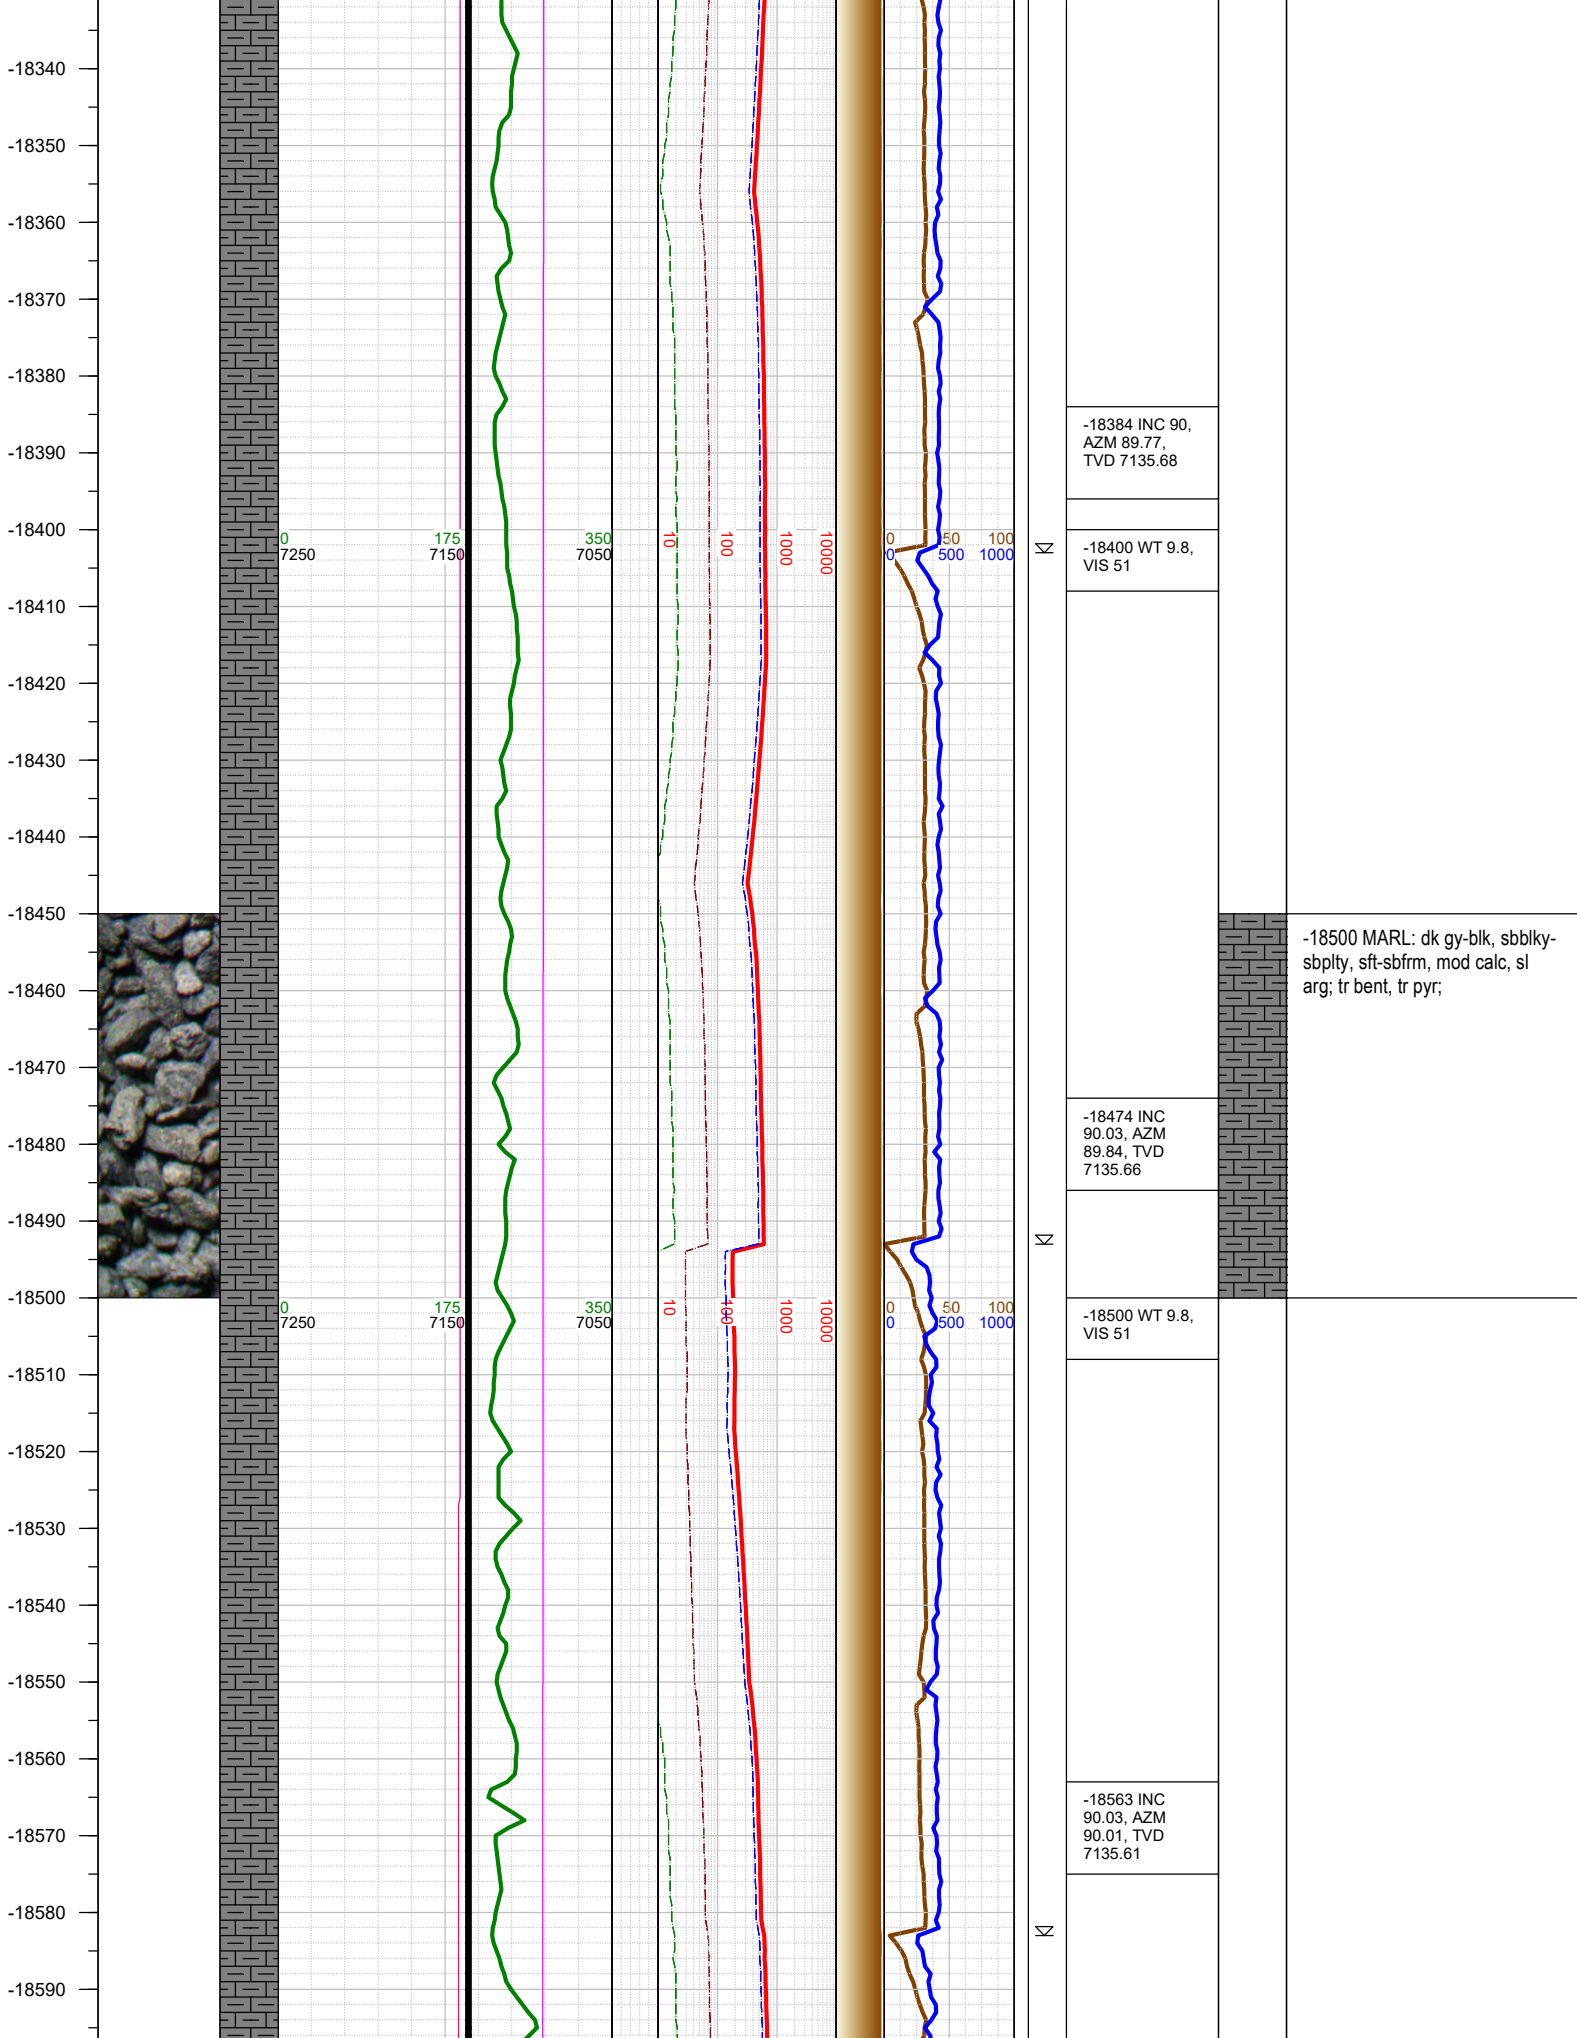 -18340
-18350
-18360
-18370
-18380
-18384 INC 90,
AZM 89.77,
TVD 7135.68
-18390
-18400
0 175 350
7250 7150 7050
10 100 1000 10000
0 50 100
0 500 1000
-18400 WT 9.8,
VIS 51
-18410
-18420
-18430
-18440
-18450
-18500 MARL: dk gy-blk, sbblky-
sbplty, sft-sbfrm, mod calc, sl
arg; tr bent, tr pyr;
-18460
-18470
-18474 INC
90.03, AZM
89.84, TVD
7135.66
-18480
-18490
-18500
0 175 350
7250 7150 7050
10 100 1000 10000
0 50 100
0 500 1000
-18500 WT 9.8,
VIS 51
-18510
-18520
-18530
-18540
-18550
-18560
-18563 INC
90.03, AZM
90.01, TVD
7135.61
-18570
-18580
-18590